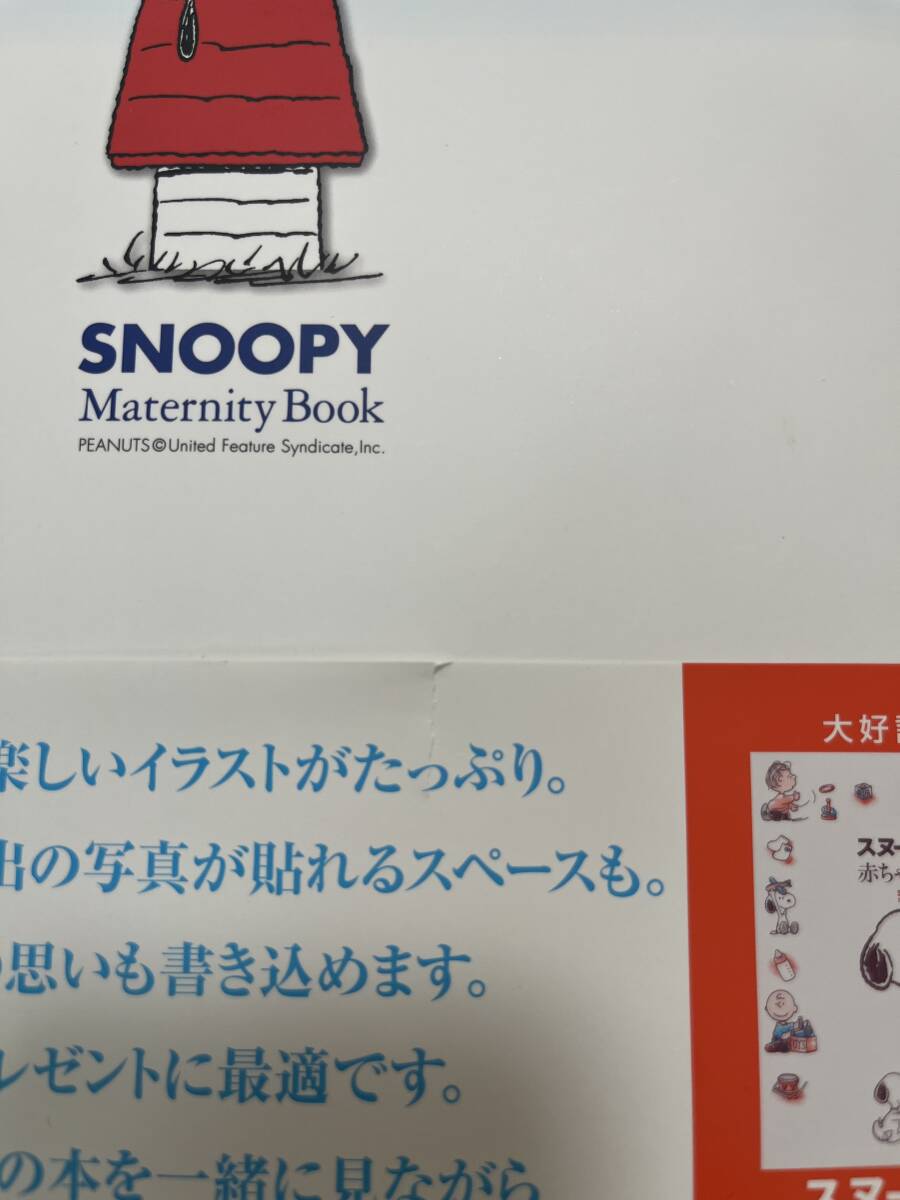 SNOOPY
Maternity Book
PEANUTS©United Feature Syndicate,Inc.
楽しいイラストがたっぷり。
出の写真が貼れるスペースも。
思いも書き込めます。
レゼントに最適です。
の本を一緒に見ながら
大好
スヌー
赤ち
スヌー